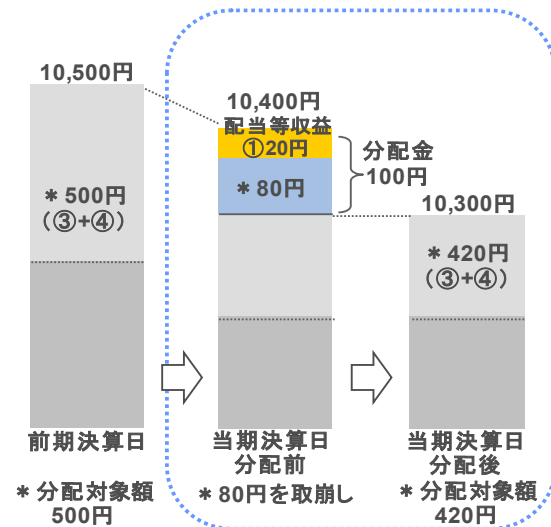 10,500円
＊500円
（③+④）
前期決算日
＊分配対象額
500円
10,400円
配当等収益
①20円
＊80円
分配金
100円
当期決算日
分配前
＊80円を取崩し
10,300円
＊420円
（③+④）
当期決算日
分配後
＊分配対象額
420円